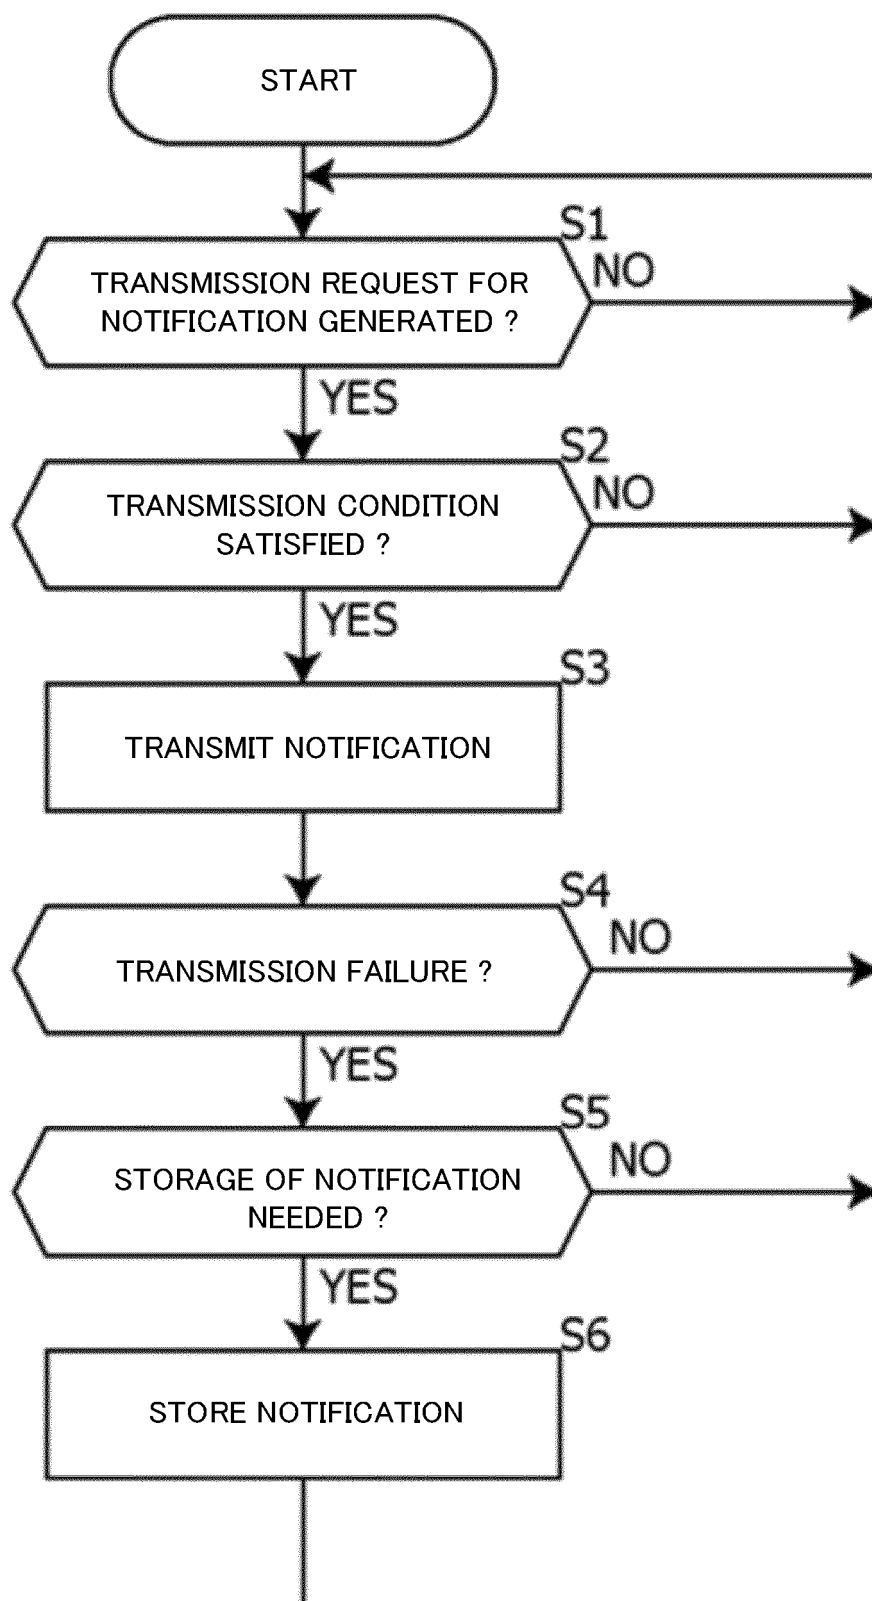 START
S1
TRANSMISSION REQUEST FOR
NOTIFICATION GENERATED ?
NO
YES
S2
TRANSMISSION CONDITION
SATISFIED ?
NO
YES
S3
TRANSMIT NOTIFICATION
S4
TRANSMISSION FAILURE ?
NO
YES
S5
STORAGE OF NOTIFICATION
NEEDED ?
NO
YES
S6
STORE NOTIFICATION